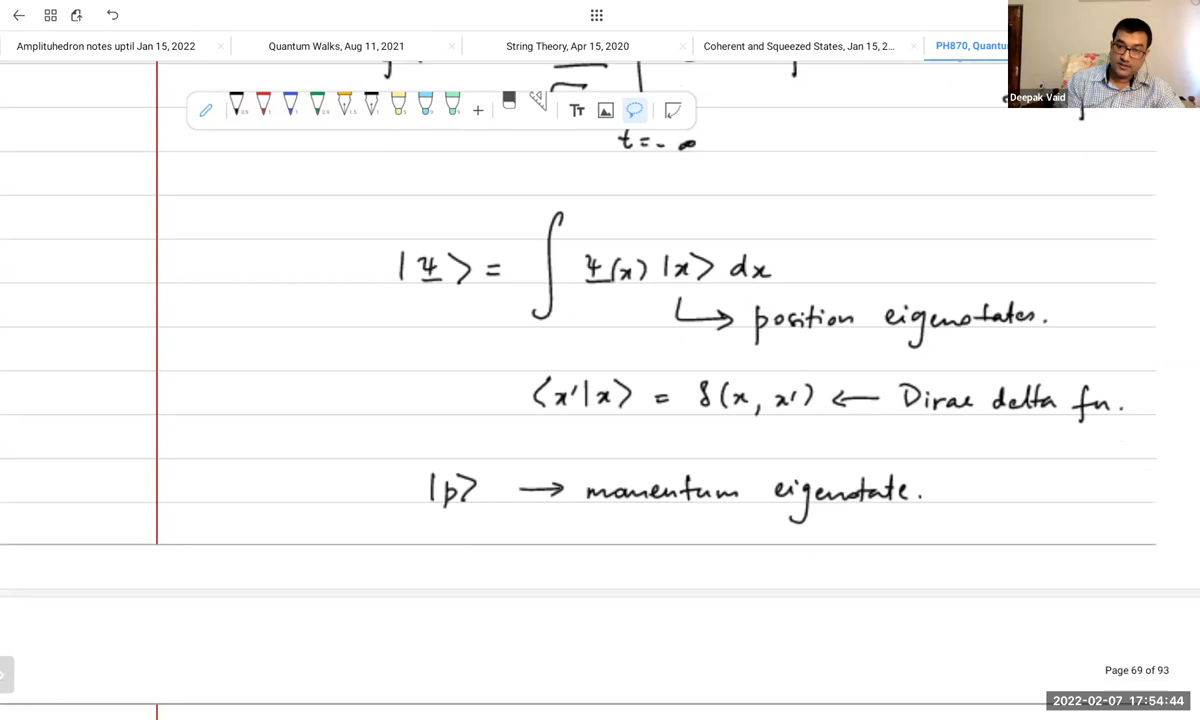 Amplituhedron notes uptil Jan 15, 2022 × Quantum Walks, Aug 11, 2021 × String Theory, Apr 15, 2020 × Coherent and Squeezed States, Jan 15, 2... × PH870, Quantu
Deepak Vaid
Tт
t = - ∞
|Ψ> = ∫ Ψ(x) |x> dx
↳ position eigenstates.
<x'|x> = δ(x, x') ← Dirac delta fn.
|p> → momentum eigenstate.
Page 69 of 93
2022-02-07 17:54:44